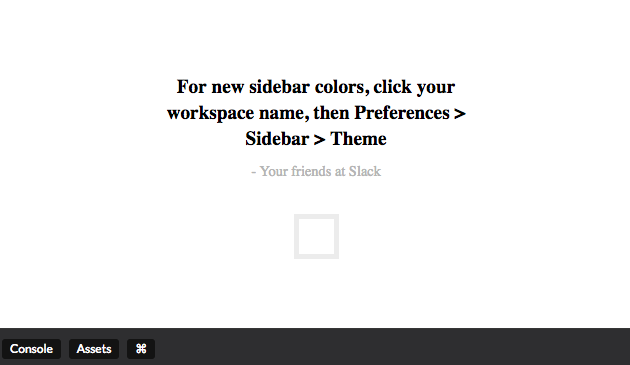 For new sidebar colors, click your
workspace name, then Preferences >
Sidebar > Theme
- Your friends at Slack
Console Assets ⌘